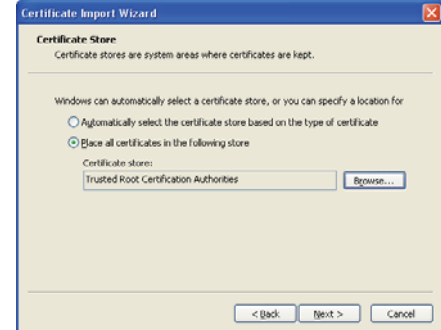 Certificate Import Wizard
Certificate Store
Certificate stores are system areas where certificates are kept.
Windows can automatically select a certificate store, or you can specify a location for
Automatically select the certificate store based on the type of certificate
Place all certificates in the following store
Certificate store:
Trusted Root Certification Authorities
Browse...
< Back
Next >
Cancel